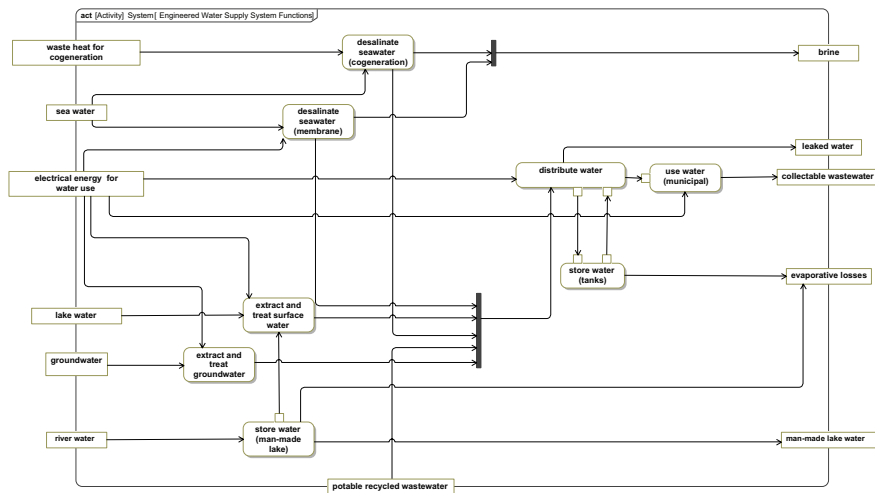 act [Activity] System[ Engineered Water Supply System Functions]
waste heat for
cogeneration
desalinate
seawater
(cogeneration)
brine
sea water
desalinate
seawater
(membrane)
leaked water
electrical energy for
water use
distribute water
use water
(municipal)
collectable wastewater
store water
(tanks)
evaporative losses
lake water
extract and
treat surface
water
groundwater
extract and
treat
groundwater
river water
store water
(man-made
lake)
man-made lake water
potable recycled wastewater